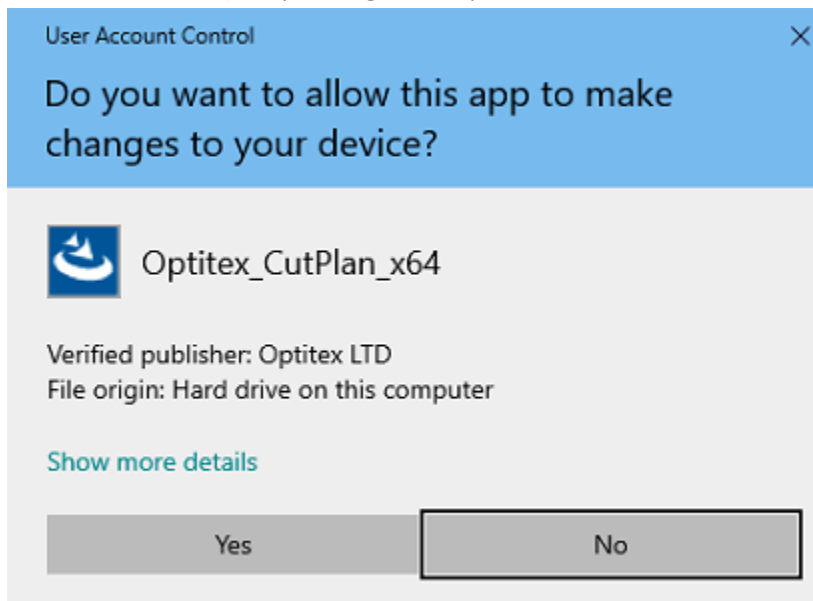 User Account Control
Do you want to allow this app to make
changes to your device?
Optitex_CutPlan_x64
Verified publisher: Optitex LTD
File origin: Hard drive on this computer
Show more details
Yes
No